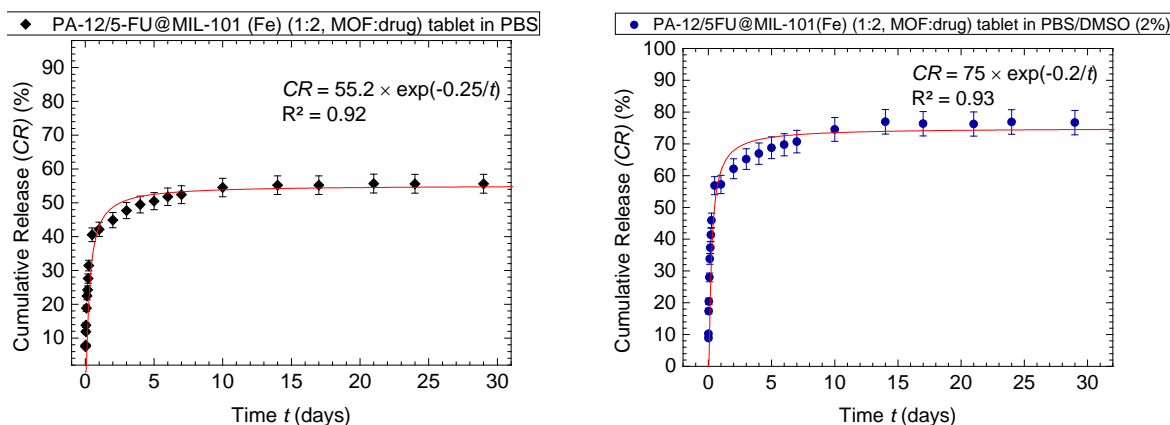 PA-12/5-FU@MIL-101 (Fe) (1:2, MOF:drug) tablet in PBS
CR = 55.2 × exp(-0.25/t)
R² = 0.92
Cumulative Release (CR) (%)
90
80
70
60
50
40
30
20
10
0 5 10 15 20 25 30
Time t (days)
PA-12/5FU@MIL-101(Fe) (1:2, MOF:drug) tablet in PBS/DMSO (2%)
CR = 75 × exp(-0.2/t)
R² = 0.93
Cumulative Release (CR) (%)
100
90
80
70
60
50
40
30
20
10
0
0 5 10 15 20 25 30
Time t (days)